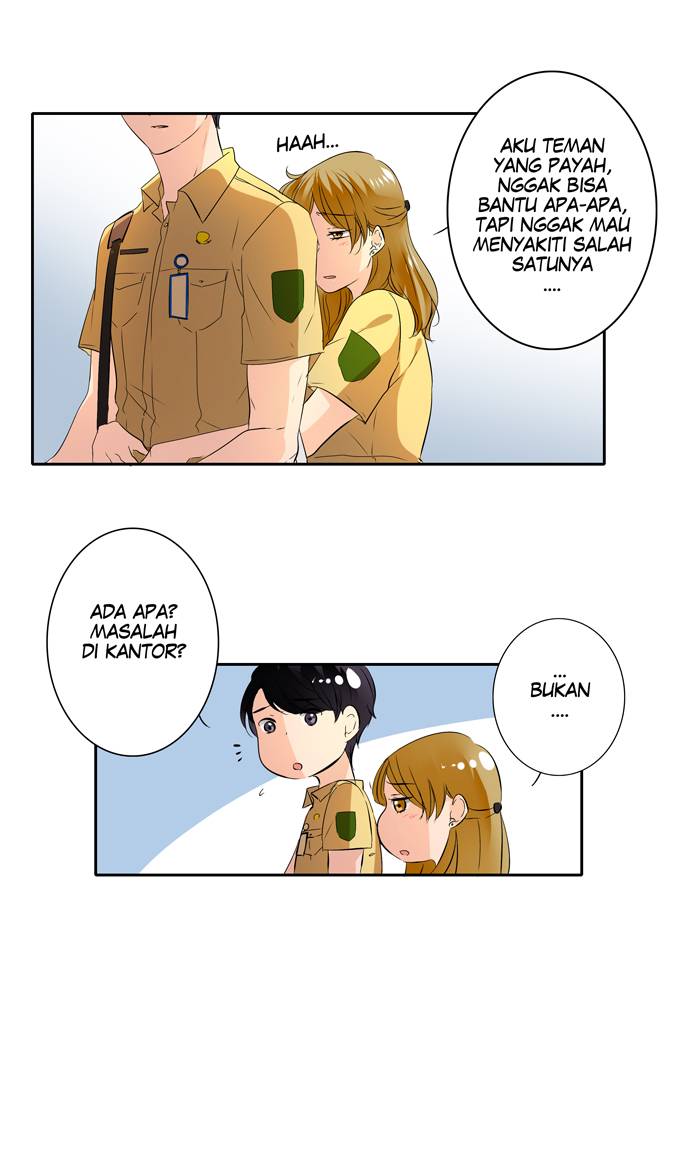 HAAH...
AKU TEMAN
YANG PAYAH,
NGGAK BISA
BANTU APA-APA,
TAPI NGGAK MAU
MENYAKITI SALAH
SATUNYA
....
ADA APA?
MASALAH
DI KANTOR?
...
BUKAN
....